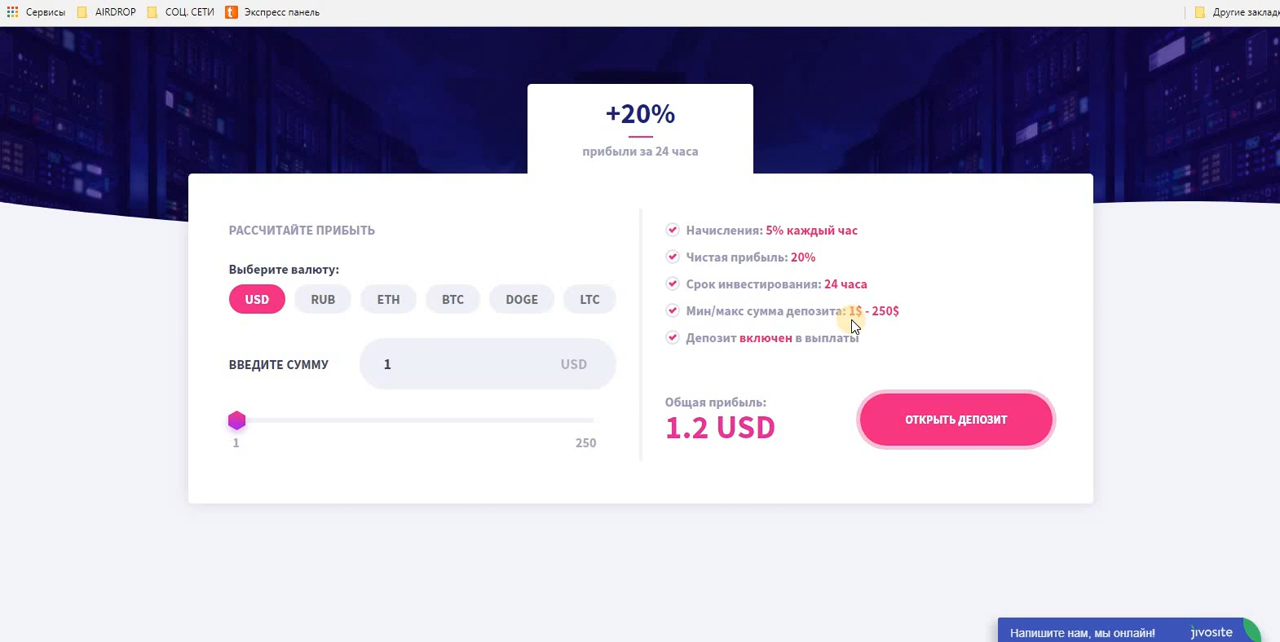 Сервисы AIRDROP СОЦ. СЕТИ Экспресс панель
+20%
прибыли за 24 часа
РАССЧИТАЙТЕ ПРИБЫТЬ
Выберите валюту:
USD RUB ETH BTC DOGE LTC
ВВЕДИТЕ СУММУ 1 USD
1 250
Начисления: 5% каждый час
Чистая прибыль: 20%
Срок инвестирования: 24 часа
Мин/макс сумма депозита: 1$ - 250$
Депозит включен в выплаты
Общая прибыль:
1.2 USD
ОТКРЫТЬ ДЕПОЗИТ
Напишите нам, мы онлайн! jivosite